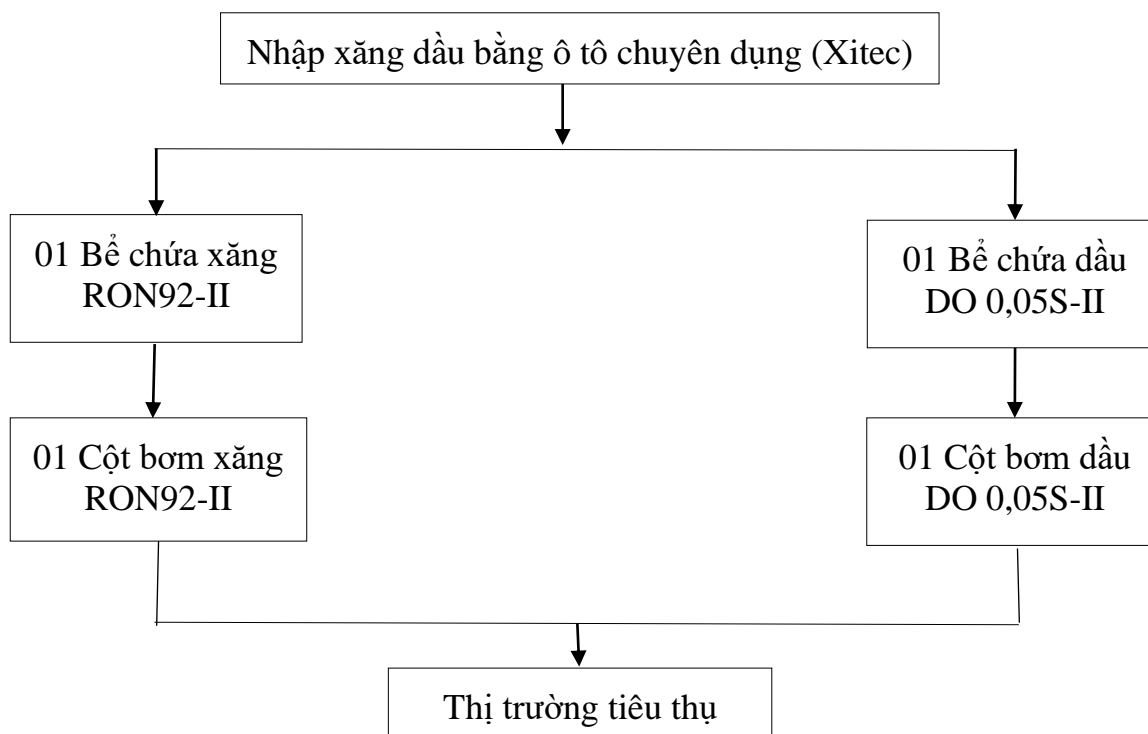 Nhập xăng dầu bằng ô tô chuyên dụng (Xitec)
01 Bể chứa xăng
RON92-II
01 Bể chứa dầu
DO 0,05S-II
01 Cột bơm xăng
RON92-II
01 Cột bơm dầu
DO 0,05S-II
Thị trường tiêu thụ